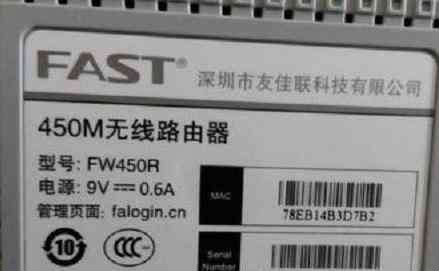 FAST® 深圳市友佳联科技有限公司
450M无线路由器
型号: FW450R
电源: 9V⎓0.6A
管理页面: falogin.cn
MAC
78EB14B3D7B2
10
CCC
Serial
Number